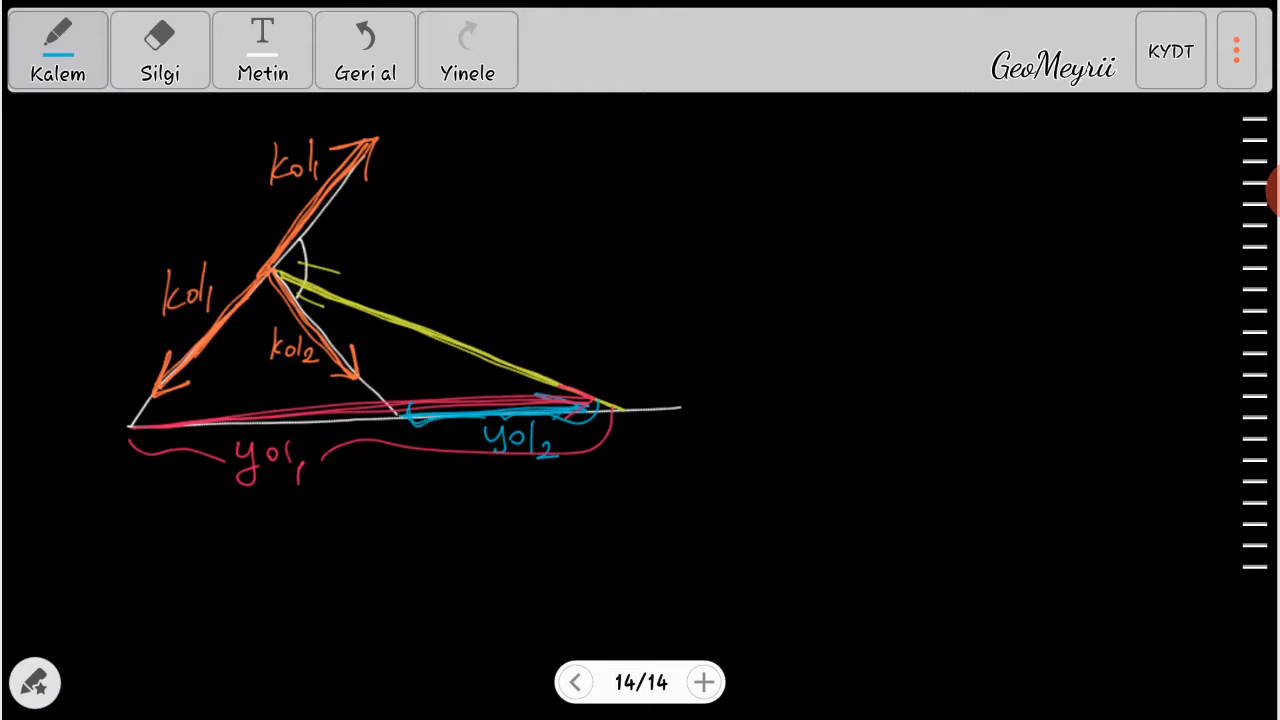 Kalem Silgi Metin Geri al Yinele GeoMeyrii KYDT
kol₁
kol₁
kol₂
yol₂
yol₁
14/14